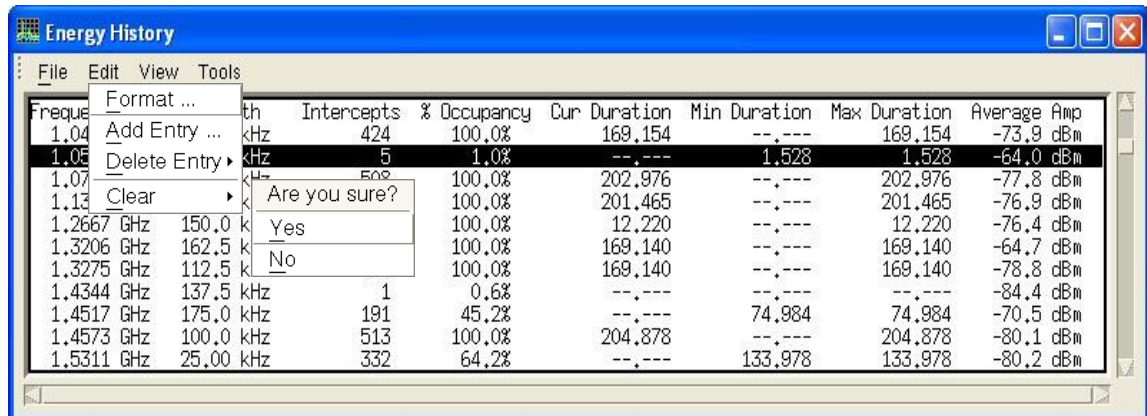 Energy History
File Edit View Tools
Format ...
Add Entry ...
Delete Entry
Clear
Are you sure?
Yes
No
Intercepts % Occupancy Cur Duration Min Duration Max Duration Average Amp
1.04 kHz 424 100.0% 169.154 --.--- 169.154 -73.9 dBm
1.05 kHz 5 1.0% --.--- 1.528 1.528 -64.0 dBm
1.07 100.0% 202.976 --.--- 202.976 -77.8 dBm
1.13 100.0% 201.465 --.--- 201.465 -76.9 dBm
1.2667 GHz 150.0 k 100.0% 12.220 --.--- 12.220 -76.4 dBm
1.3206 GHz 162.5 k 100.0% 169.140 --.--- 169.140 -64.7 dBm
1.3275 GHz 112.5 k 100.0% 169.140 --.--- 169.140 -78.8 dBm
1.4344 GHz 137.5 kHz 1 0.6% --.--- --.--- --.--- -84.4 dBm
1.4517 GHz 175.0 kHz 191 45.2% --.--- 74.984 74.984 -70.5 dBm
1.4573 GHz 100.0 kHz 513 100.0% 204.878 --.--- 204.878 -80.1 dBm
1.5311 GHz 25.00 kHz 332 64.2% --.--- 133.978 133.978 -80.2 dBm